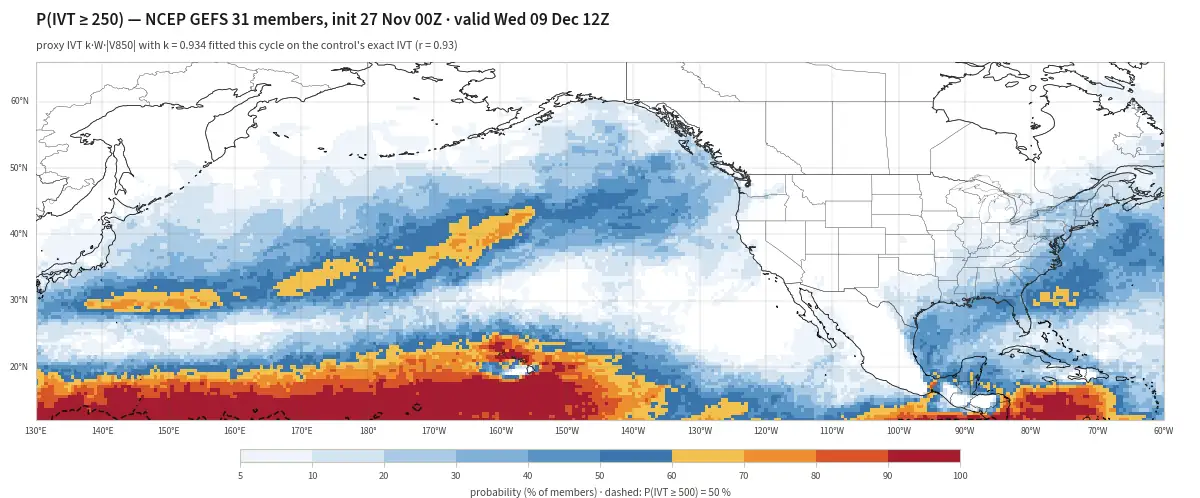 P(IVT ≥ 250) — NCEP GEFS 31 members, init 27 Nov 00Z · valid Wed 09 Dec 12Z
proxy IVT k·W·|V850| with k = 0.934 fitted this cycle on the control's exact IVT (r = 0.93)
60°N
50°N
40°N
30°N
20°N
130°E 140°E 150°E 160°E 170°E 180° 170°W 160°W 150°W 140°W 130°W 120°W 110°W 100°W 90°W 80°W 70°W 60°W
5 10 20 30 40 50 60 70 80 90 100
probability (% of members) · dashed: P(IVT ≥ 500) = 50 %